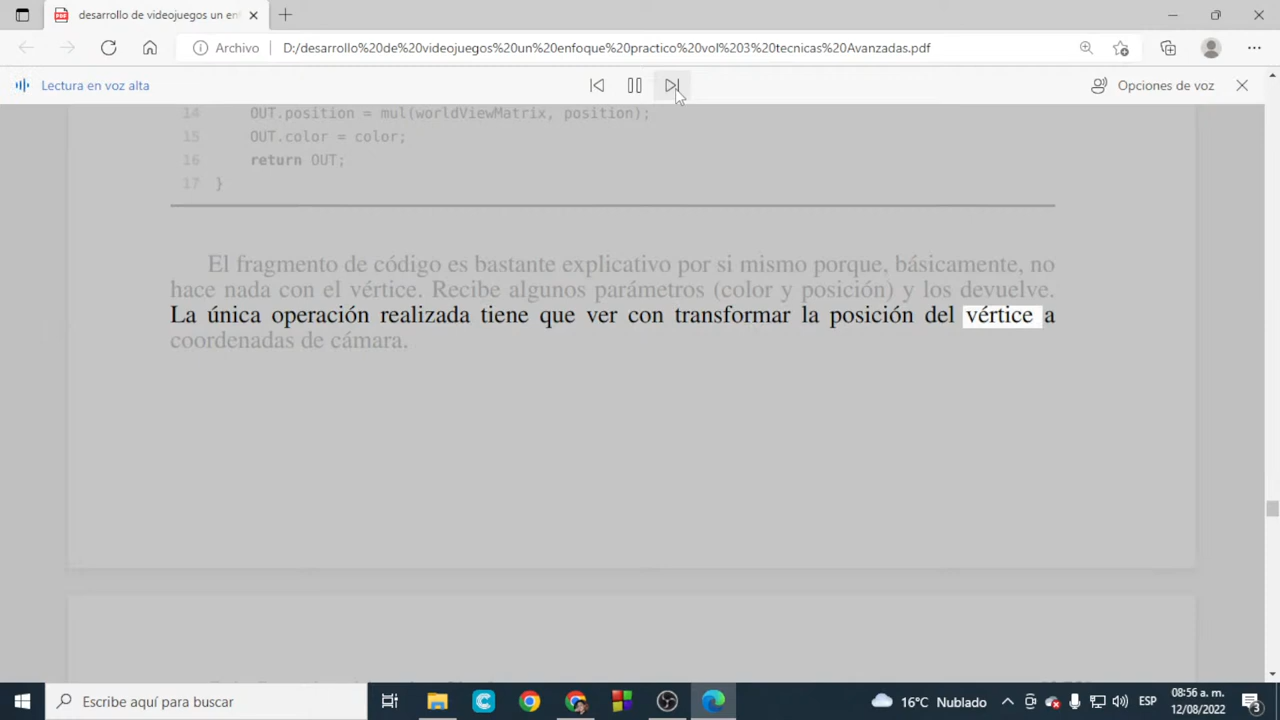 desarrollo de videojuegos un en
Archivo
D:/desarrollo%20de%20videojuegos%20un%20enfoque%20practico%20vol%203%20tecnicas%20Avanzadas.pdf
Lectura en voz alta
Opciones de voz
14 OUT.position = mul(worldViewMatrix, position);
15 OUT.color = color;
16 return OUT;
17 }
El fragmento de código es bastante explicativo por si mismo porque, básicamente, no
hace nada con el vértice. Recibe algunos parámetros (color y posición) y los devuelve.
La única operación realizada tiene que ver con transformar la posición del vértice a
coordenadas de cámara.
Escribe aquí para buscar
16°C Nublado
ESP
08:56 a. m.
12/08/2022
3